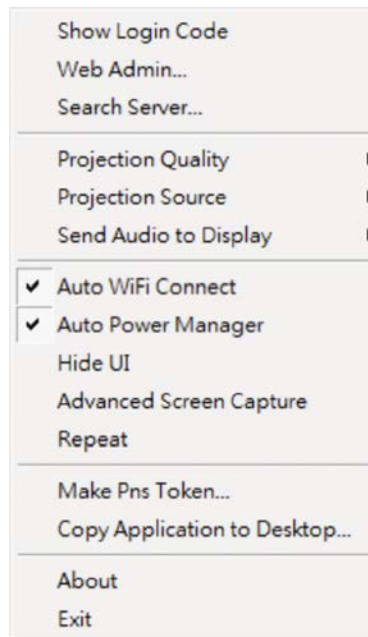 Show Login Code
Web Admin...
Search Server...
Projection Quality
Projection Source
Send Audio to Display
Auto WiFi Connect
Auto Power Manager
Hide UI
Advanced Screen Capture
Repeat
Make Pns Token...
Copy Application to Desktop...
About
Exit